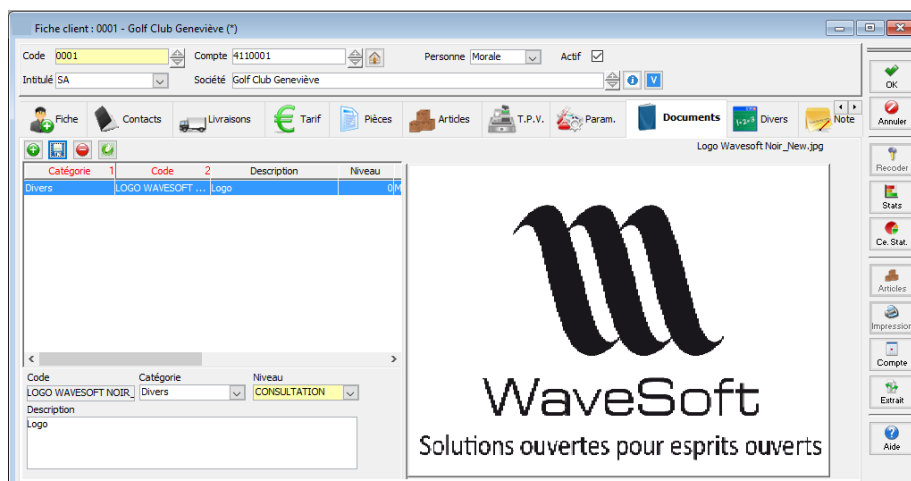 Fiche client : 0001 - Golf Club Geneviève (*)
Code 0001 Compte 4110001 Personne Morale Actif
Intitulé SA Société Golf Club Geneviève
OK
Fiche Contacts Livraisons Tarif Pièces Articles T.P.V. Param. Documents Divers Note
Annuler
Logo Wavesoft Noir_New.jpg
Catégorie 1 Code 2 Description Niveau
Divers LOGO WAVESOFT ... Logo 0 M
Recoder
Stats
Ce. Stat.
Articles
Impression
Compte
Extrait
Aide
Code Catégorie Niveau
LOGO WAVESOFT NOIR_ Divers CONSULTATION
Description
Logo
WaveSoft
Solutions ouvertes pour esprits ouverts